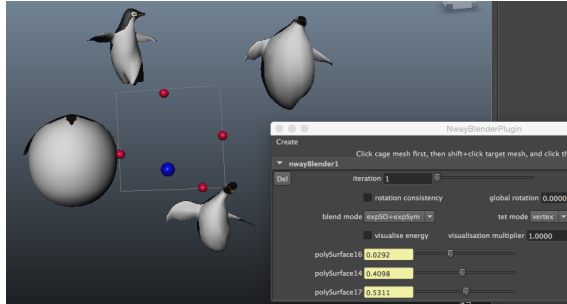 NwayBlenderPlugin
Create
Click cage mesh first, then shift+click target mesh, and click th
nwayBlender1
Del iteration 1
rotation consistency global rotation 0.0000
blend mode expSO+expSym tet mode vertex
visualise energy visualisation multiplier 1.0000
polySurface16 0.0292
polySurface14 0.4098
polySurface17 0.5311